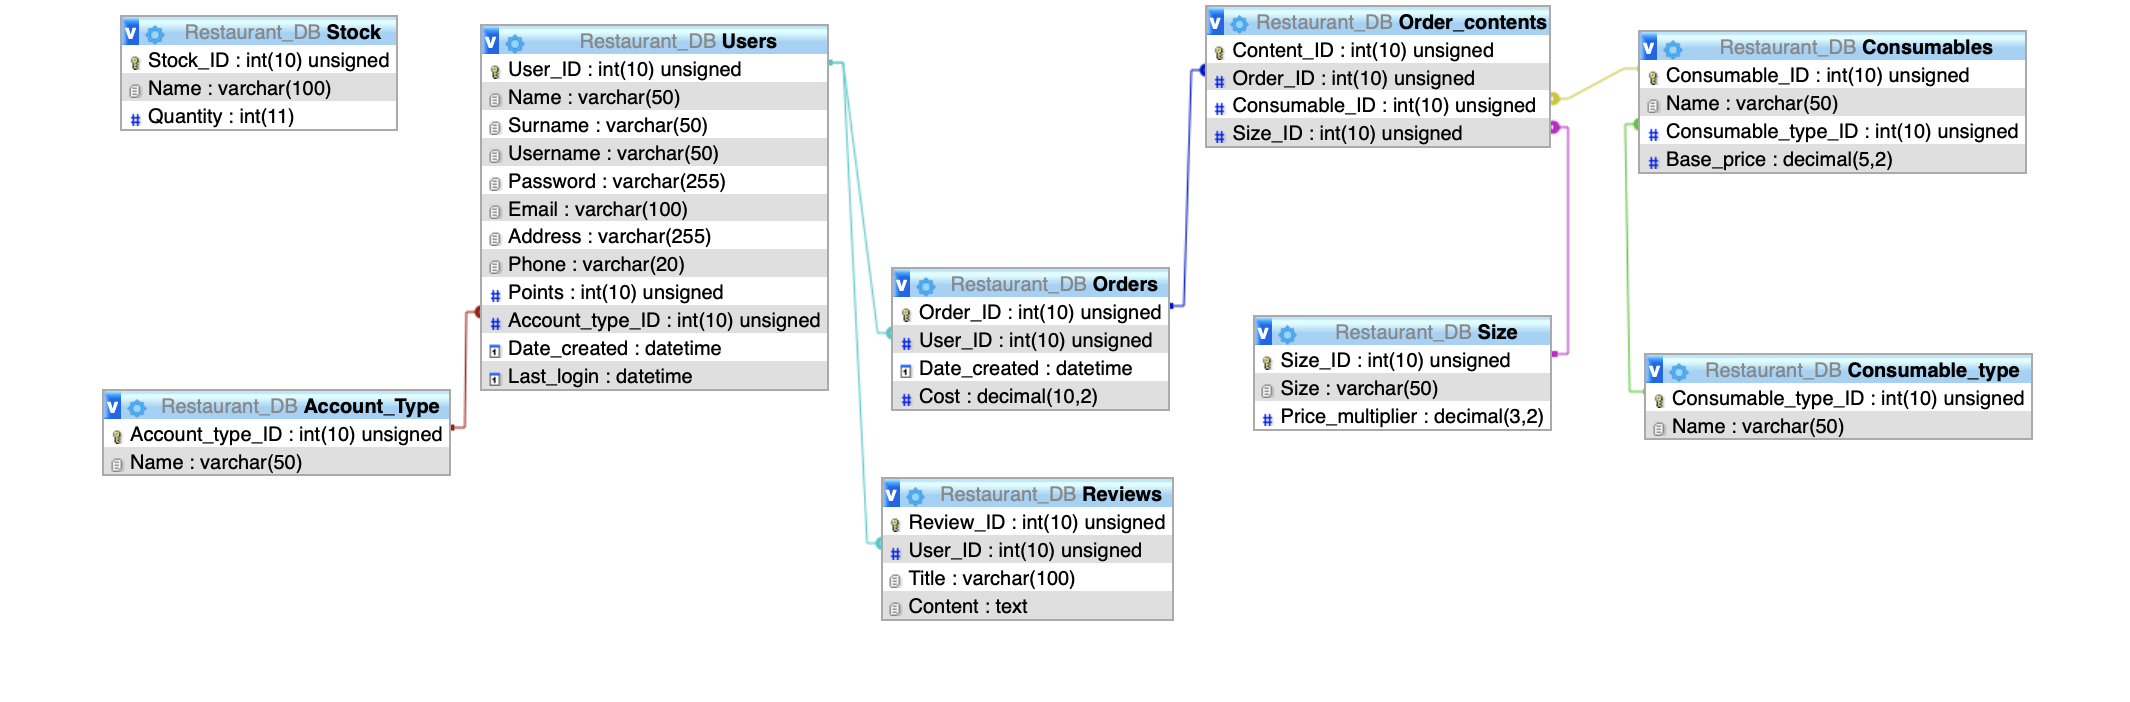 Restaurant_DB Stock
Stock_ID : int(10) unsigned
Name : varchar(100)
Quantity : int(11)
Restaurant_DB Users
User_ID : int(10) unsigned
Name : varchar(50)
Surname : varchar(50)
Username : varchar(50)
Password : varchar(255)
Email : varchar(100)
Address : varchar(255)
Phone : varchar(20)
Points : int(10) unsigned
Account_type_ID : int(10) unsigned
Date_created : datetime
Last_login : datetime
Restaurant_DB Account_Type
Account_type_ID : int(10) unsigned
Name : varchar(50)
Restaurant_DB Orders
Order_ID : int(10) unsigned
User_ID : int(10) unsigned
Date_created : datetime
Cost : decimal(10,2)
Restaurant_DB Reviews
Review_ID : int(10) unsigned
User_ID : int(10) unsigned
Title : varchar(100)
Content : text
Restaurant_DB Order_contents
Content_ID : int(10) unsigned
Order_ID : int(10) unsigned
Consumable_ID : int(10) unsigned
Size_ID : int(10) unsigned
Restaurant_DB Size
Size_ID : int(10) unsigned
Size : varchar(50)
Price_multiplier : decimal(3,2)
Restaurant_DB Consumables
Consumable_ID : int(10) unsigned
Name : varchar(50)
Consumable_type_ID : int(10) unsigned
Base_price : decimal(5,2)
Restaurant_DB Consumable_type
Consumable_type_ID : int(10) unsigned
Name : varchar(50)